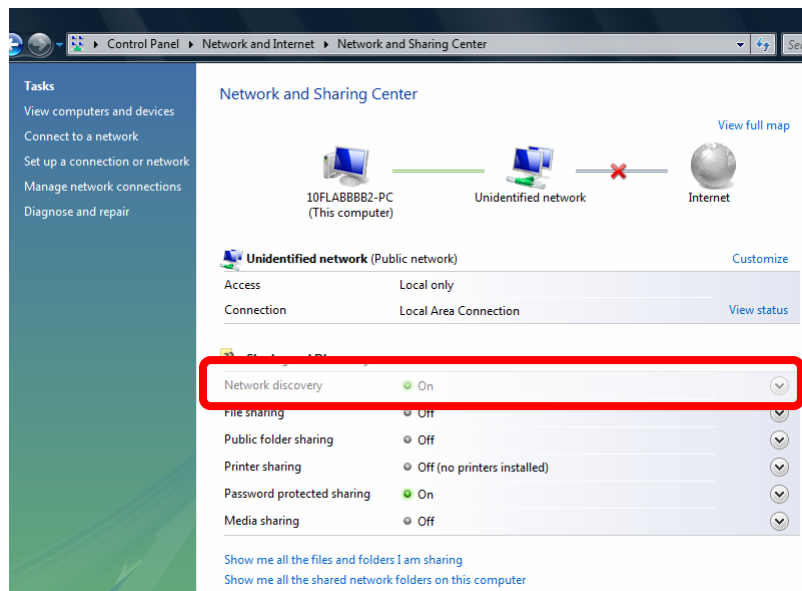 Control Panel ▸ Network and Internet ▸ Network and Sharing Center
Tasks
View computers and devices
Connect to a network
Set up a connection or network
Manage network connections
Diagnose and repair
Network and Sharing Center
View full map
10FLABBBB2-PC
(This computer)
Unidentified network
Internet
Unidentified network (Public network)
Customize
Access Local only
Connection Local Area Connection View status
Network discovery On
File sharing Off
Public folder sharing Off
Printer sharing Off (no printers installed)
Password protected sharing On
Media sharing Off
Show me all the files and folders I am sharing
Show me all the shared network folders on this computer